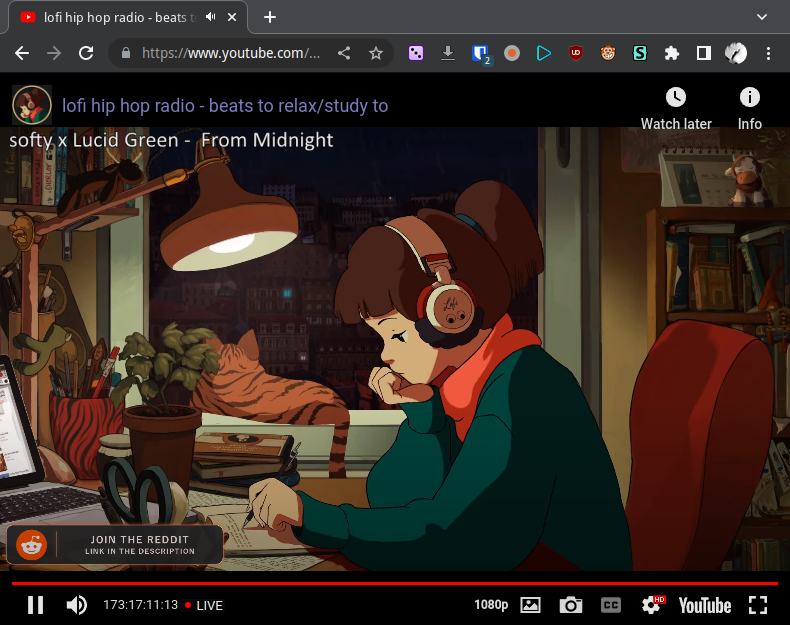 lofi hip hop radio - beats to
https://www.youtube.com/...
2
lofi hip hop radio - beats to relax/study to
Watch later
Info
softy x Lucid Green - From Midnight
JOIN THE REDDIT
LINK IN THE DESCRIPTION
173:17:11:13 • LIVE
1080p
CC
HD
YouTube